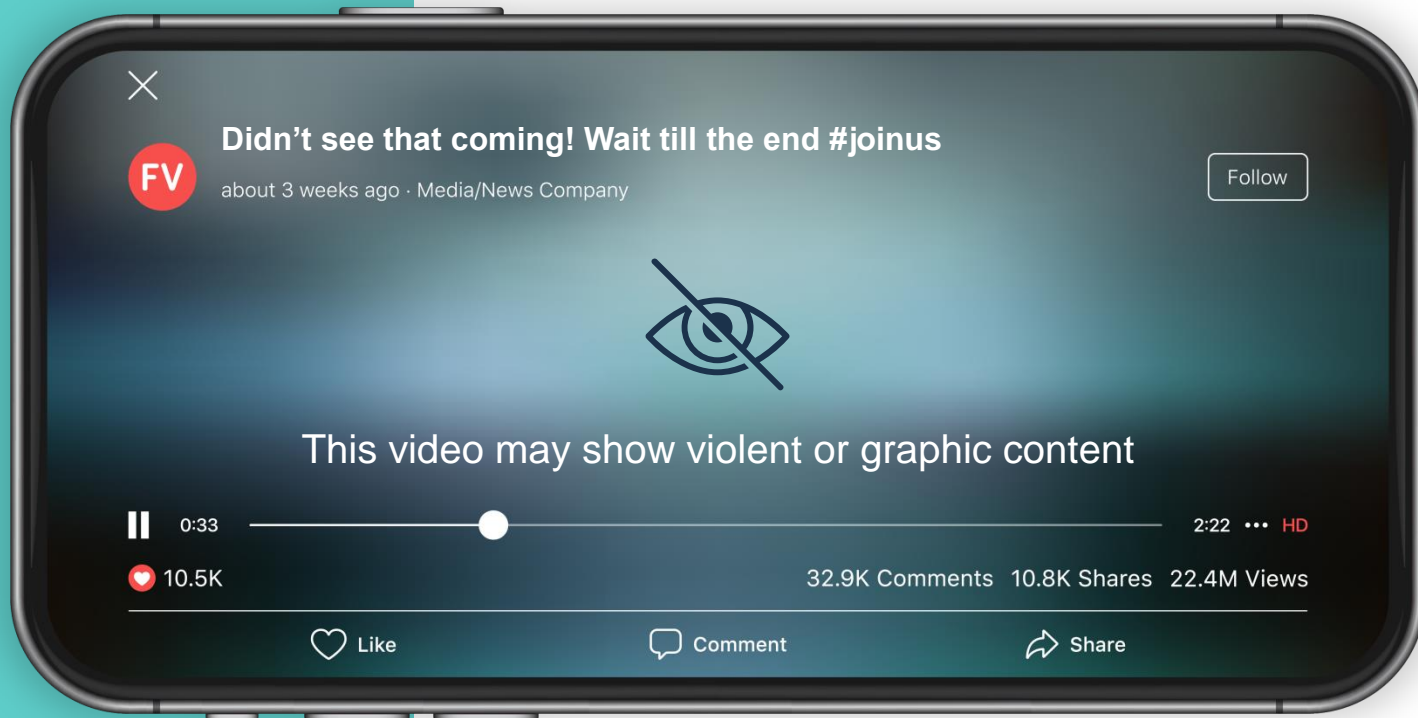 Didn’t see that coming! Wait till the end #joinus
FV
about 3 weeks ago · Media/News Company
Follow
This video may show violent or graphic content
0:33
2:22 ••• HD
10.5K
32.9K Comments 10.8K Shares 22.4M Views
Like
Comment
Share